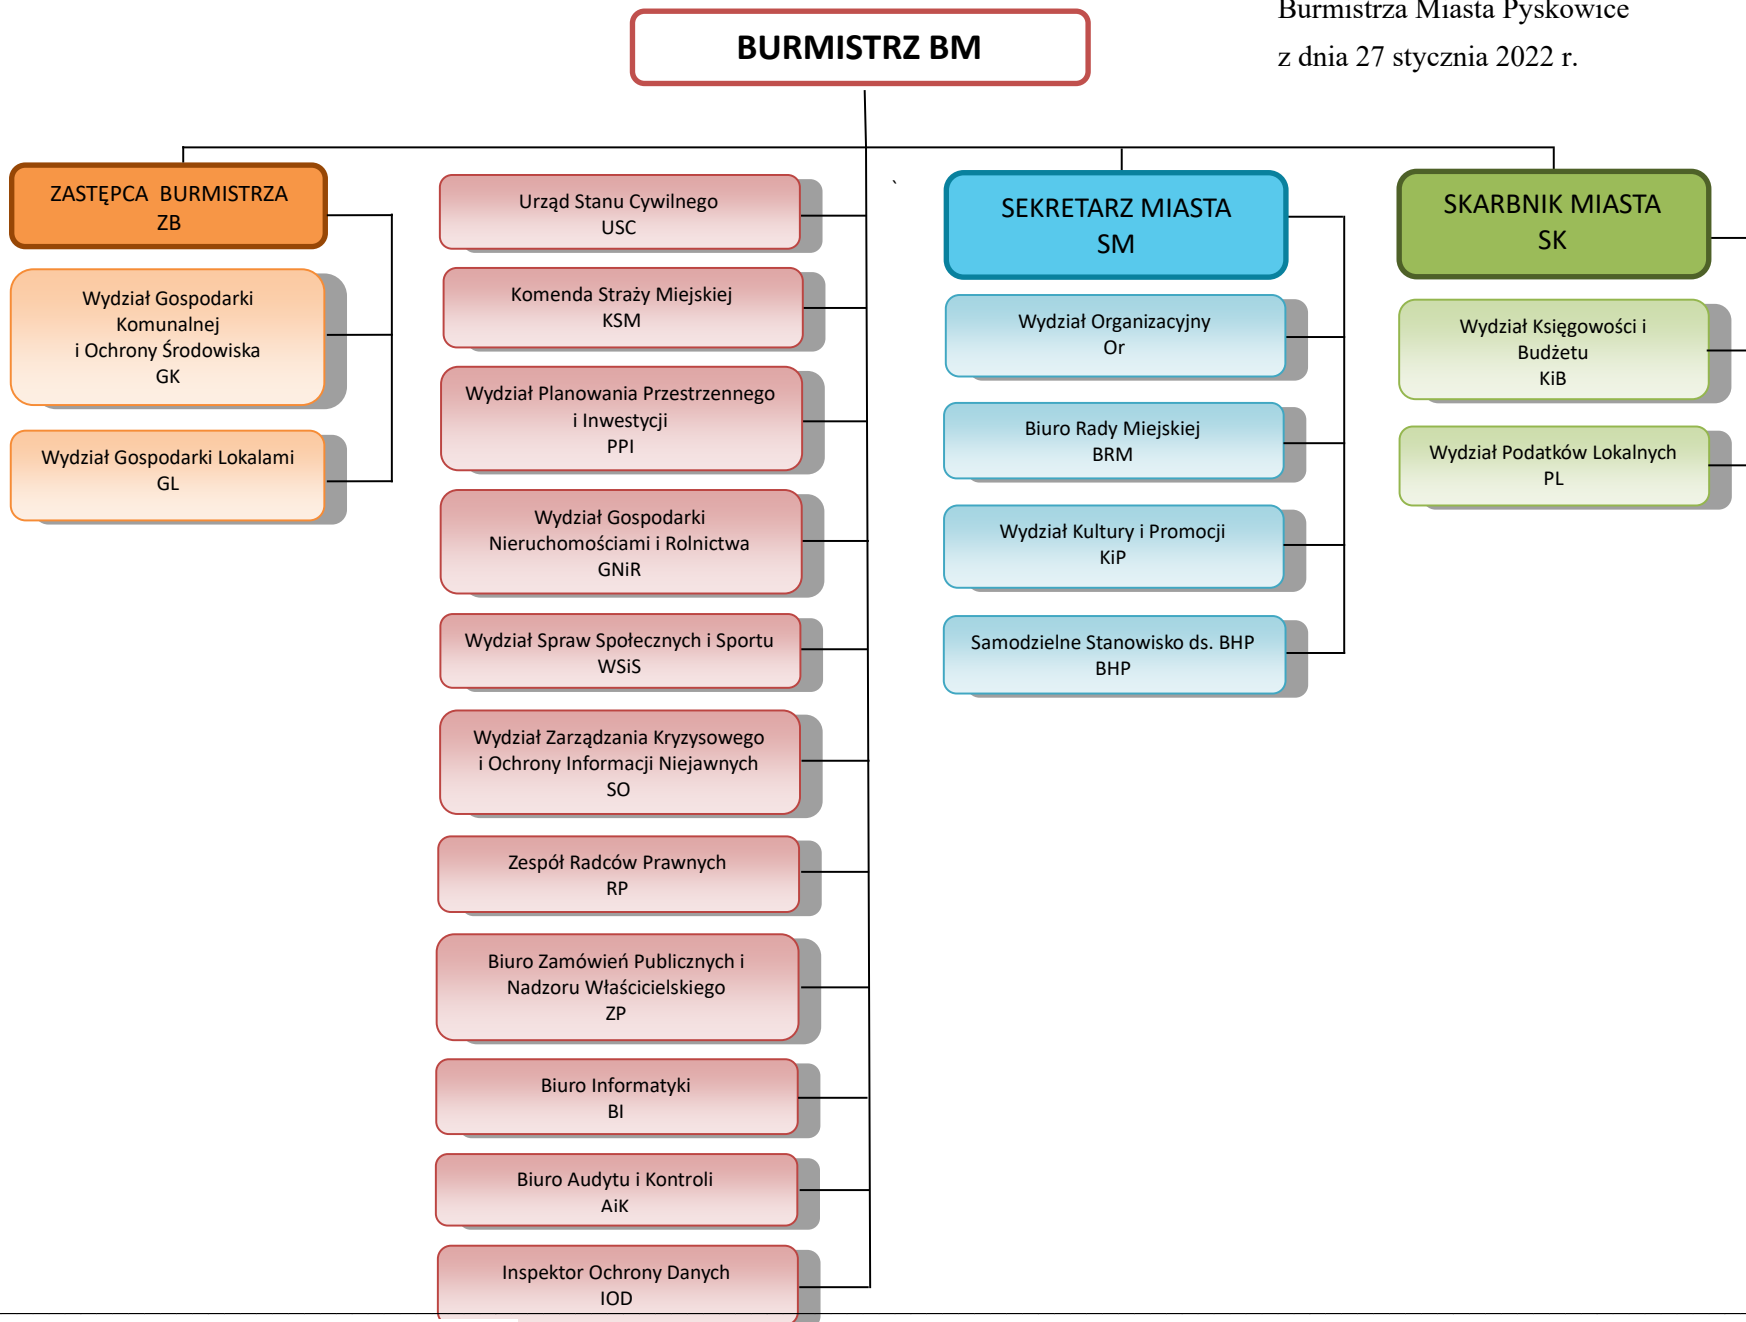 Burmistrza Miasta Pyskowice
z dnia 27 stycznia 2022 r.
BURMISTRZ BM
ZASTĘPCA BURMISTRZA
ZB
Wydział Gospodarki
Komunalnej
i Ochrony Środowiska
GK
Wydział Gospodarki Lokalami
GL
Urząd Stanu Cywilnego
USC
Komenda Straży Miejskiej
KSM
Wydział Planowania Przestrzennego
i Inwestycji
PPI
Wydział Gospodarki
Nieruchomościami i Rolnictwa
GNiR
Wydział Spraw Społecznych i Sportu
WSiS
Wydział Zarządzania Kryzysowego
i Ochrony Informacji Niejawnych
SO
Zespół Radców Prawnych
RP
Biuro Zamówień Publicznych i
Nadzoru Właścicielskiego
ZP
Biuro Informatyki
BI
Biuro Audytu i Kontroli
AiK
Inspektor Ochrony Danych
IOD
`
SEKRETARZ MIASTA
SM
Wydział Organizacyjny
Or
Biuro Rady Miejskiej
BRM
Wydział Kultury i Promocji
KiP
Samodzielne Stanowisko ds. BHP
BHP
SKARBNIK MIASTA
SK
Wydział Księgowości i
Budżetu
KiB
Wydział Podatków Lokalnych
PL